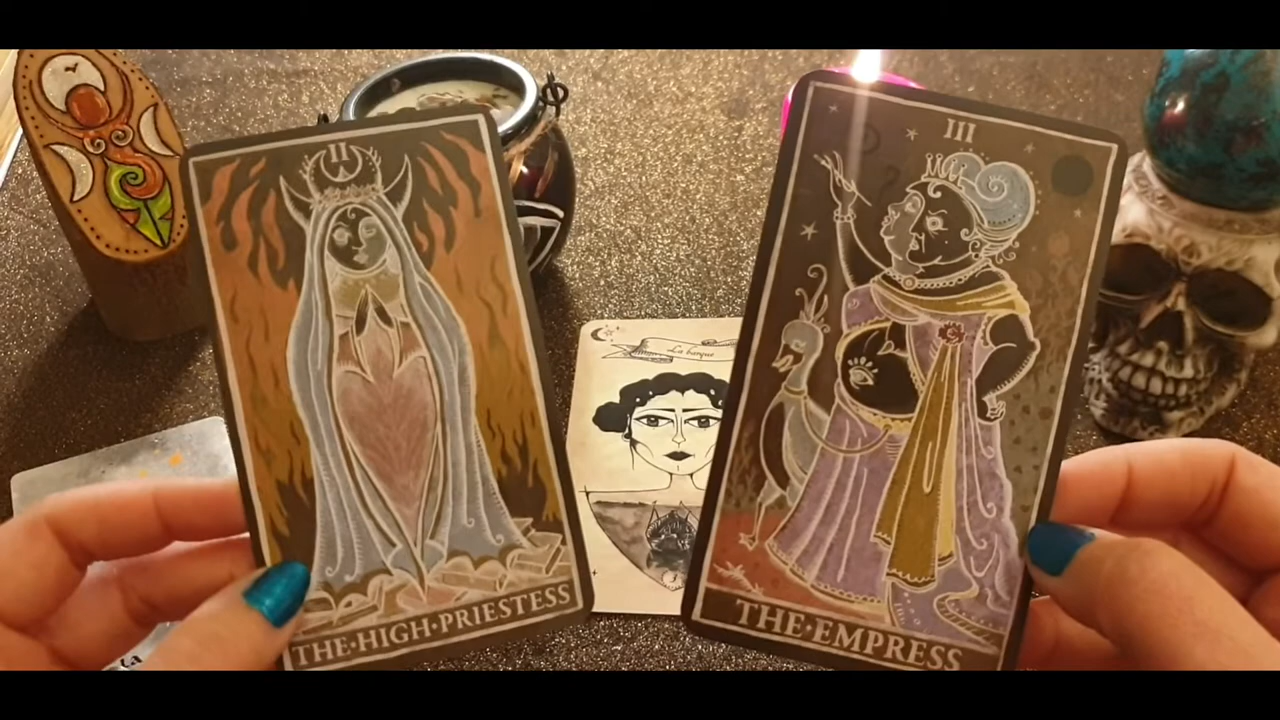 II
THE·HIGH·PRIESTESS
La barque
III
THE·EMPRESS